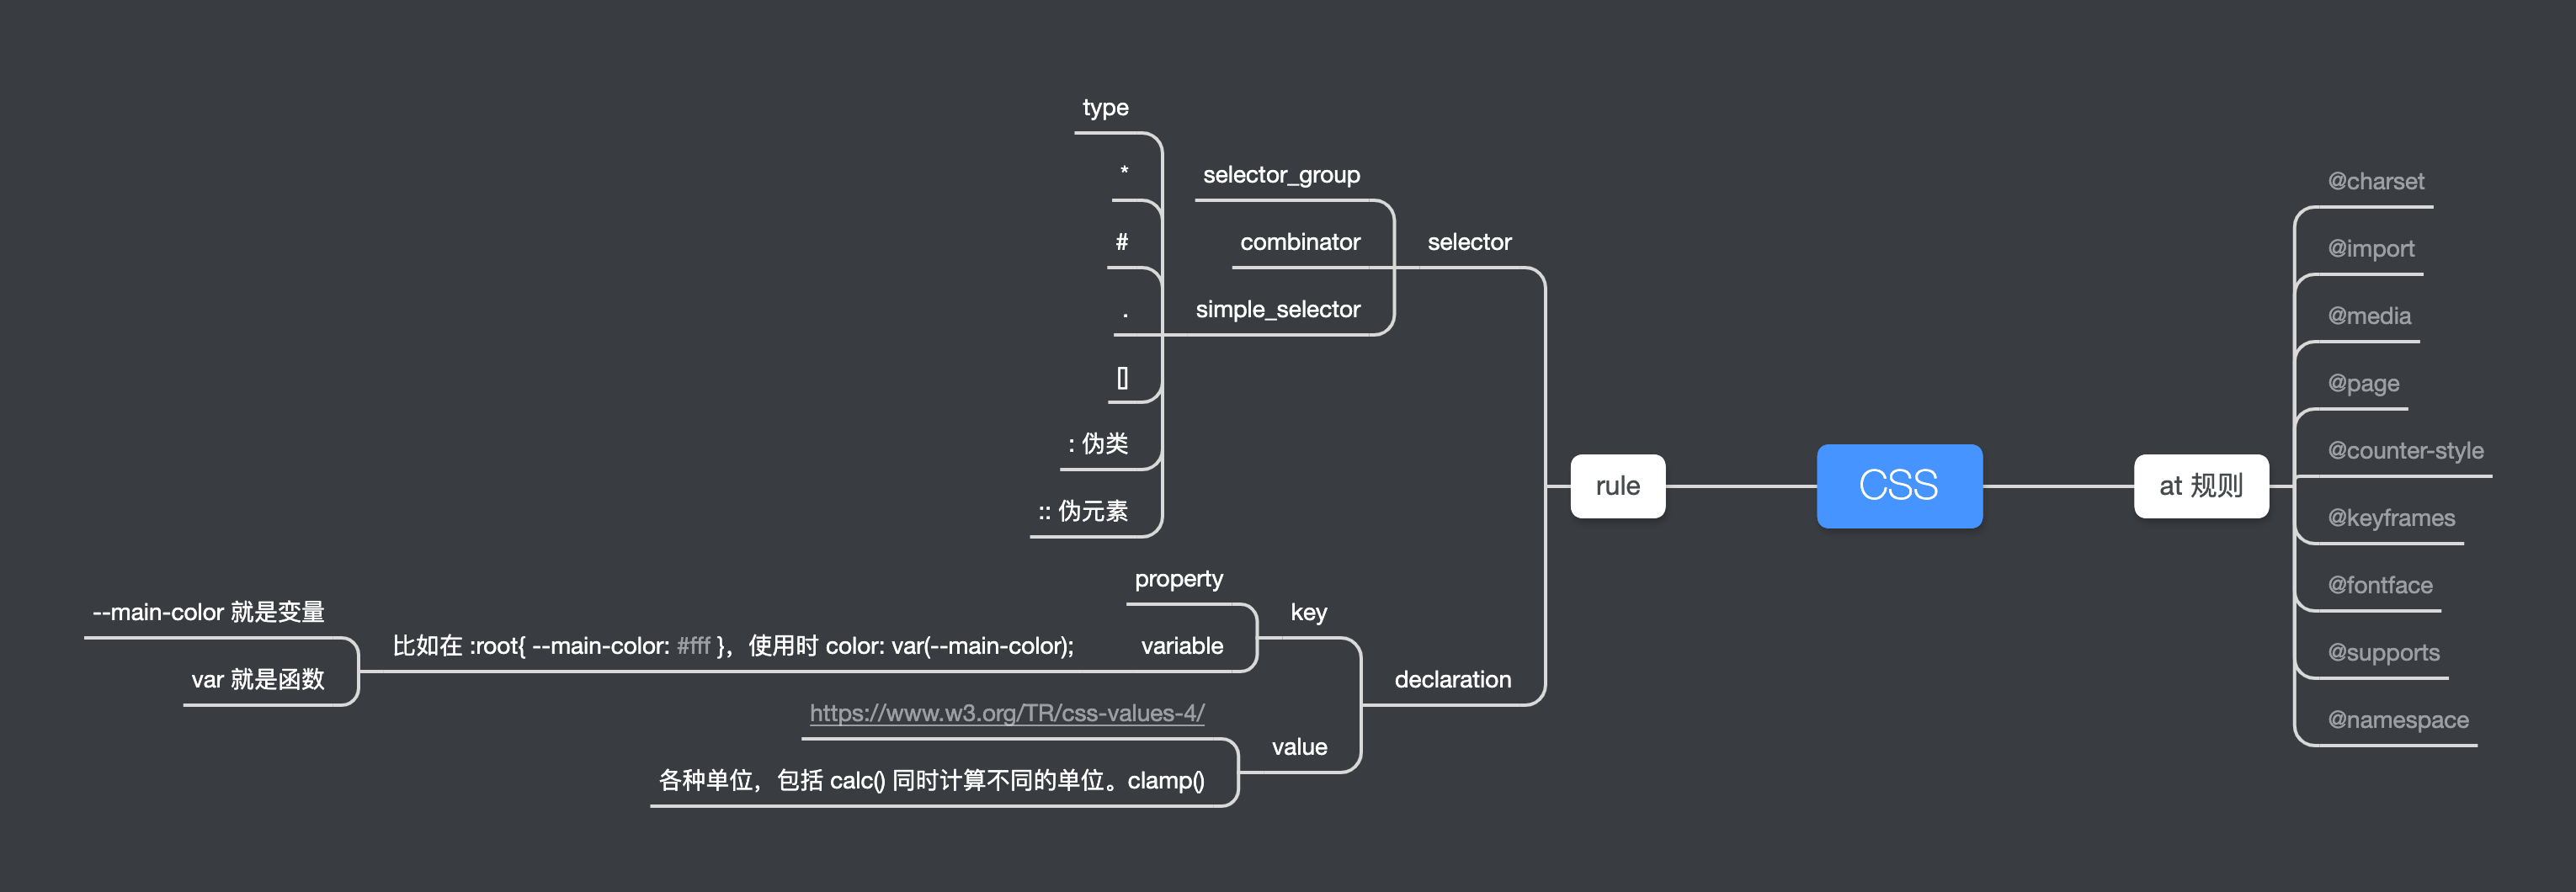 CSS
rule
selector
selector_group
combinator
simple_selector
type
*
#
.
[]
: 伪类
:: 伪元素
declaration
key
property
variable
比如在 :root{ --main-color: #fff }，使用时 color: var(--main-color);
--main-color 就是变量
var 就是函数
value
https://www.w3.org/TR/css-values-4/
各种单位，包括 calc() 同时计算不同的单位。clamp()
at 规则
@charset
@import
@media
@page
@counter-style
@keyframes
@fontface
@supports
@namespace